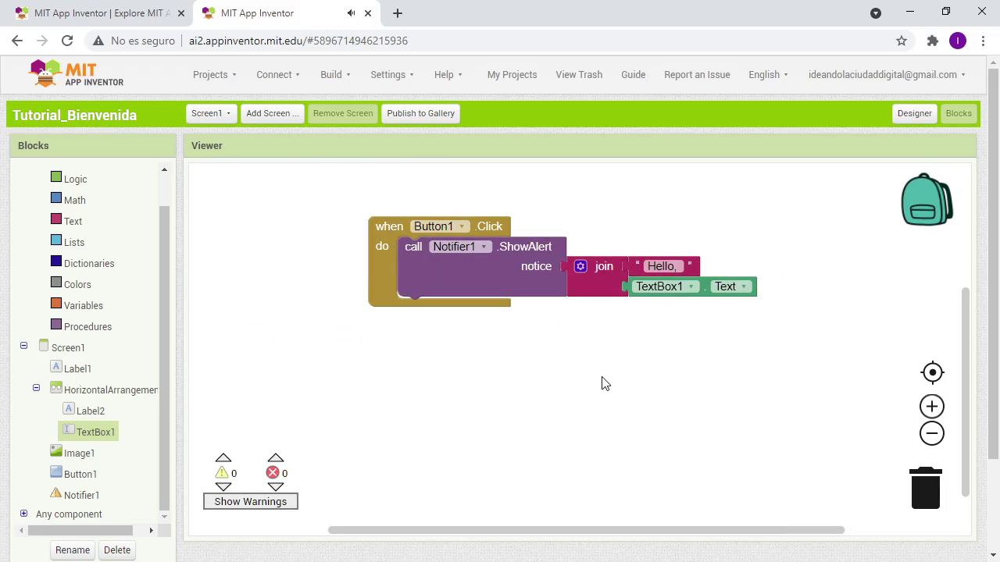 MIT App Inventor | Explore MIT A
MIT App Inventor
No es seguro
ai2.appinventor.mit.edu/#5896714946215936
I
MIT
APP INVENTOR
Projects
Connect
Build
Settings
Help
My Projects
Guide
Report an Issue
English
ideandolaciudaddigital@gmail.com
Tutorial_Bienvenida
Screen1
Add Screen ...
Remove Screen
Publish to Gallery
Designer
Blocks
Blocks
Viewer
Logic
Math
Text
Lists
Dictionaries
Colors
Variables
Procedures
Screen1
Label1
HorizontalArrangemen
Label2
TextBox1
Image1
Button1
Notifier1
Any component
Rename
Delete
when Button1 .Click
do call Notifier1 .ShowAlert
notice join “ Hello, ”
TextBox1 . Text
0
0
Show Warnings